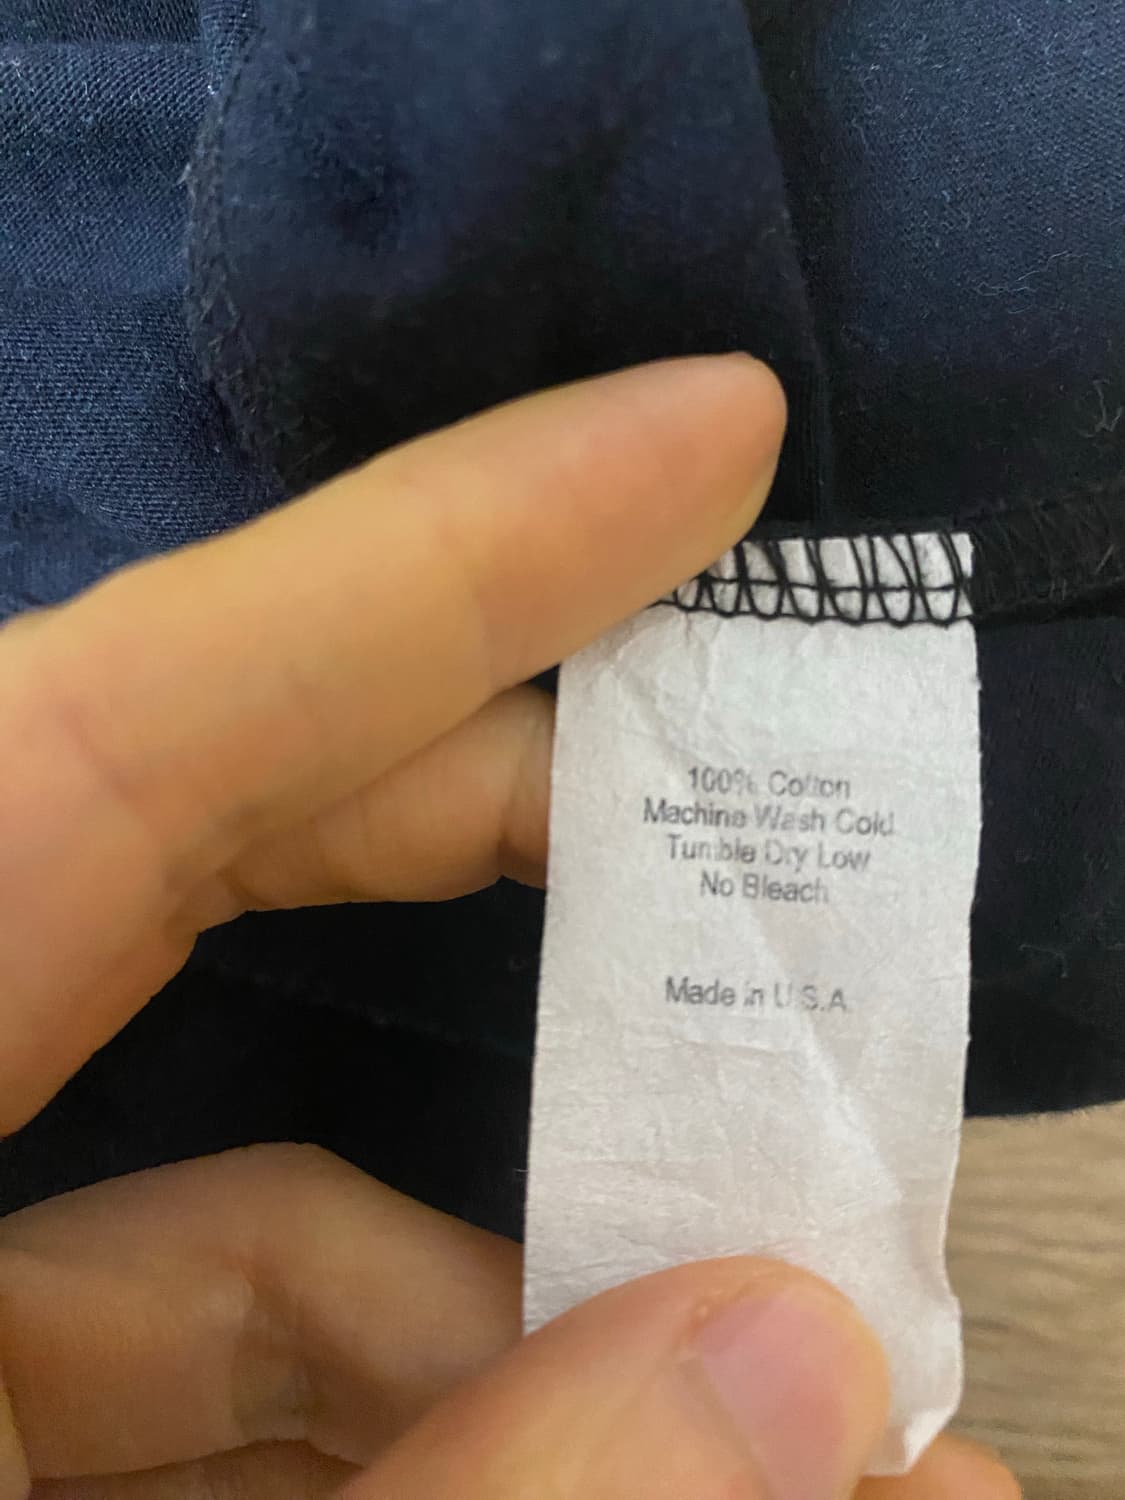 100% Cotton
Machine Wash Cold
Tumble Dry Low
No Bleach
Made in U.S.A.